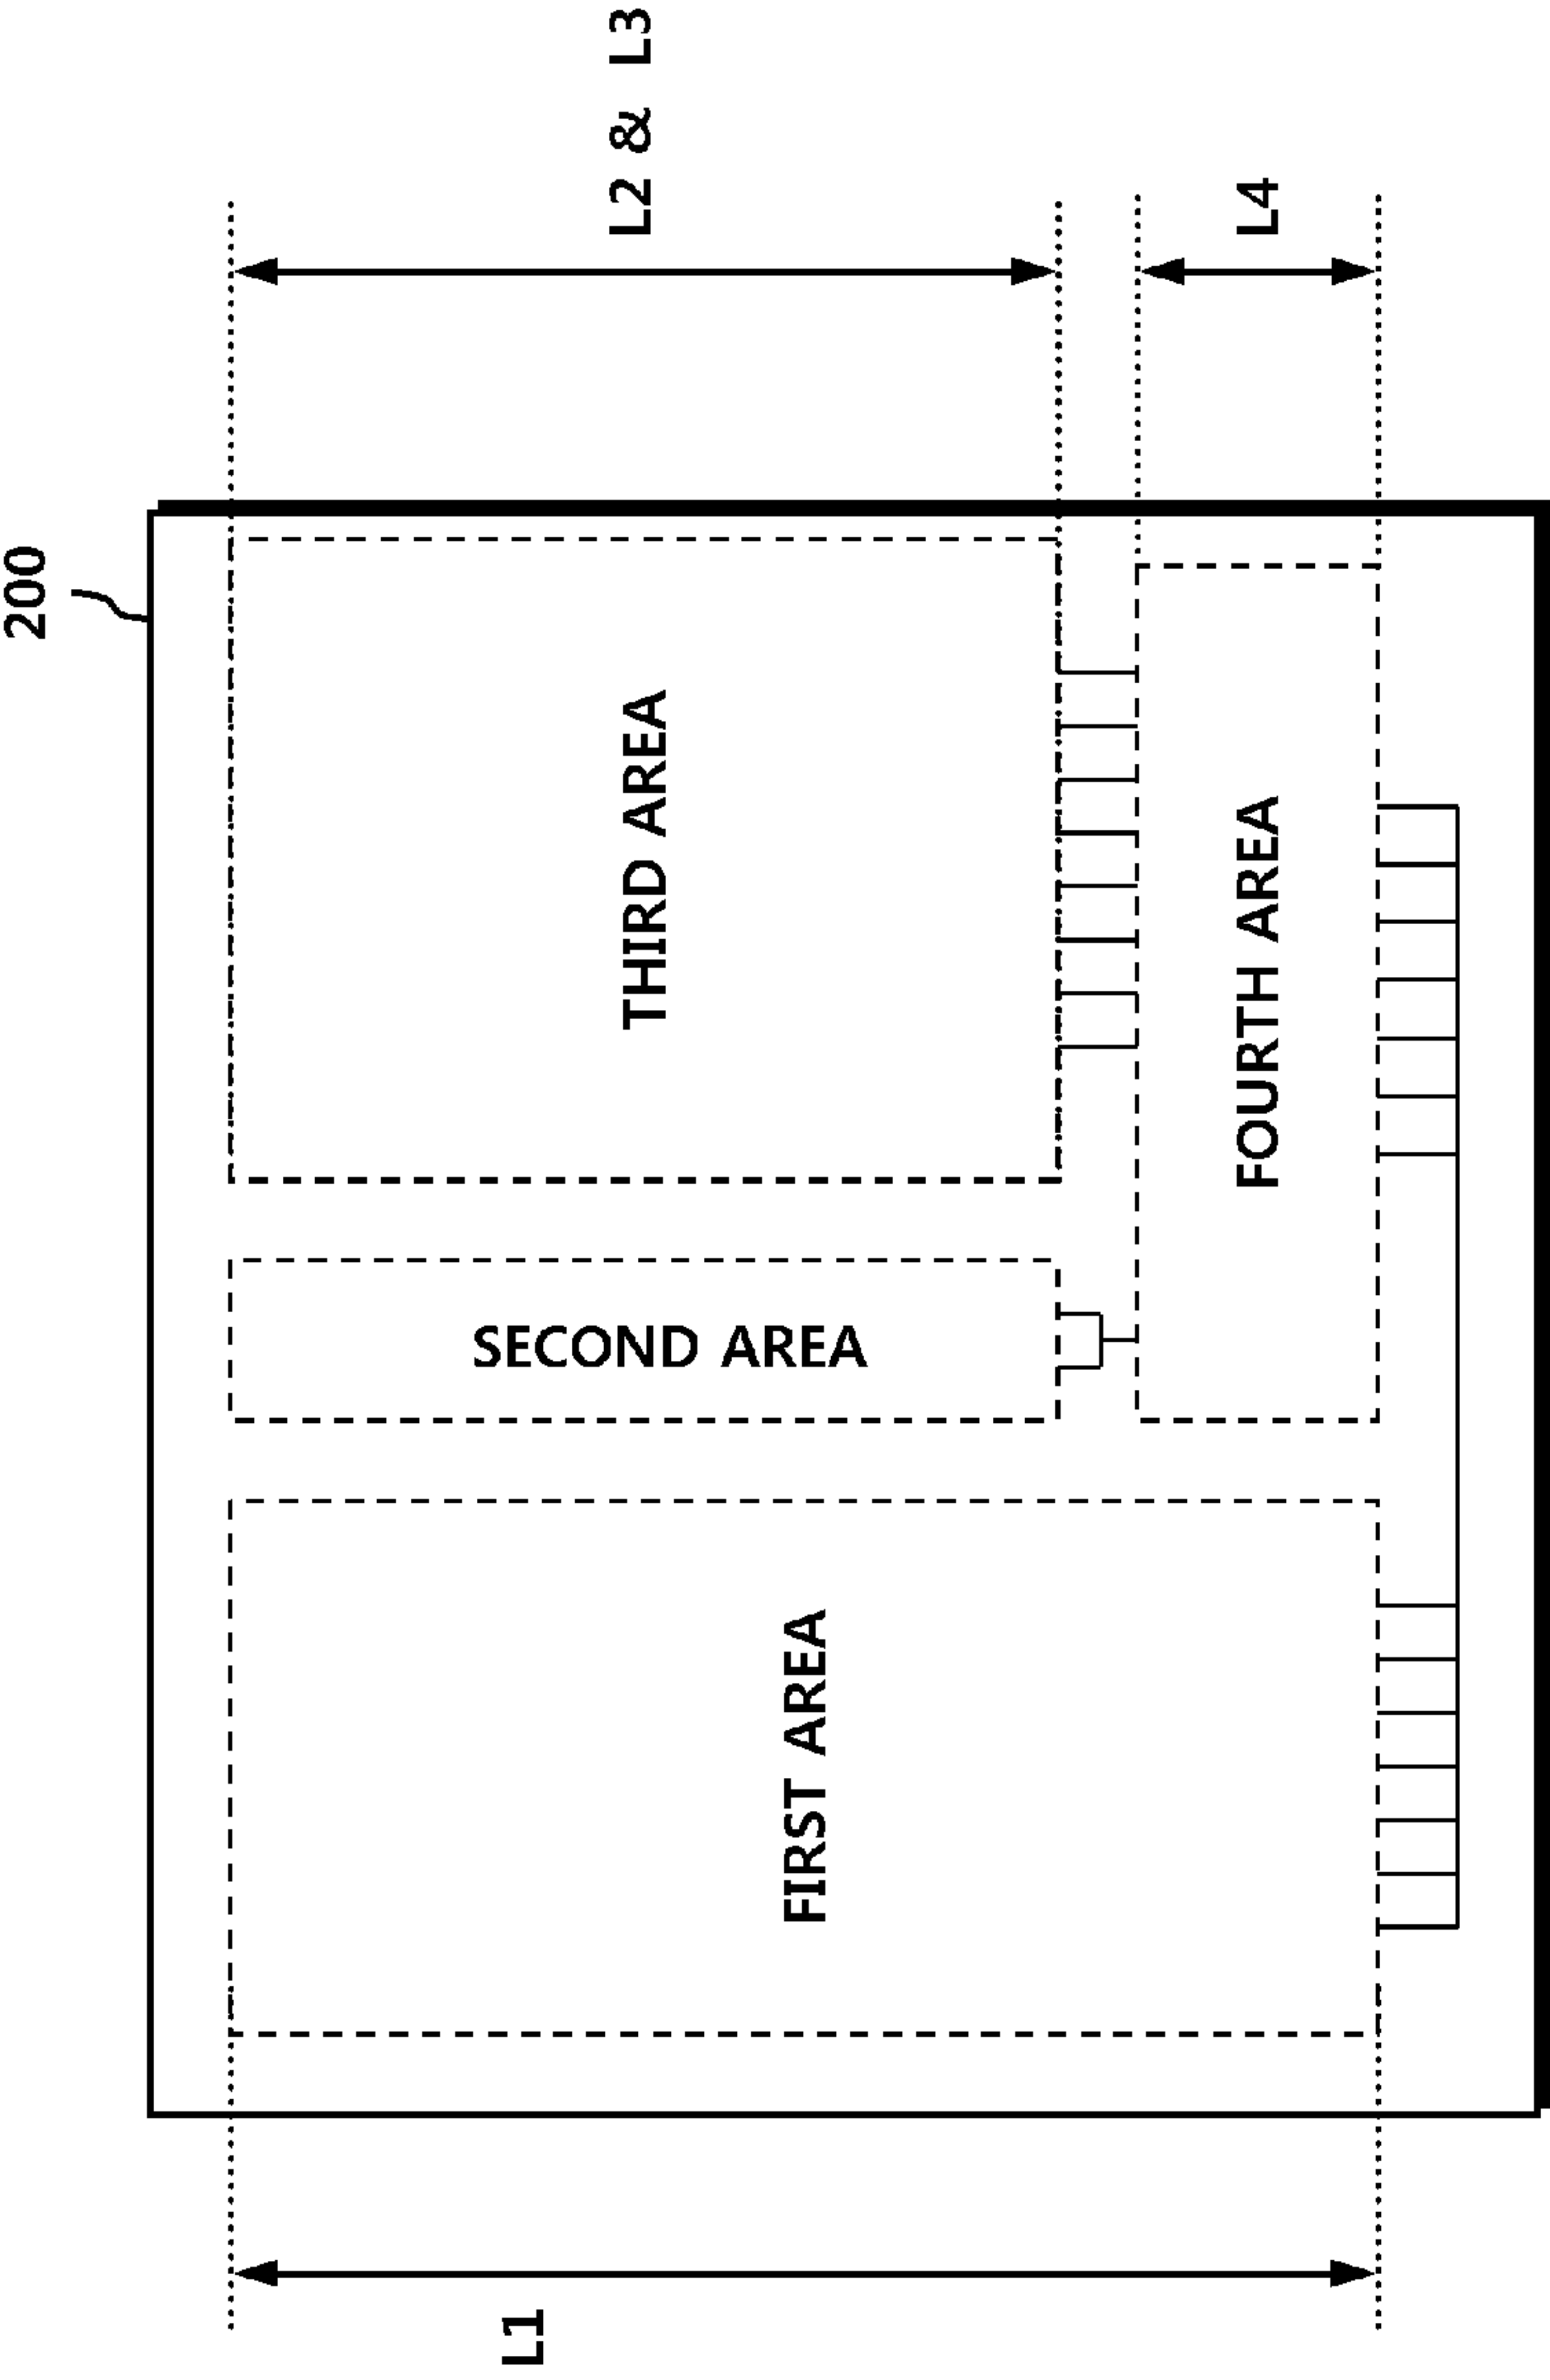 200
L1
L2 & L3
L4
FIRST AREA
SECOND AREA
THIRD AREA
FOURTH AREA